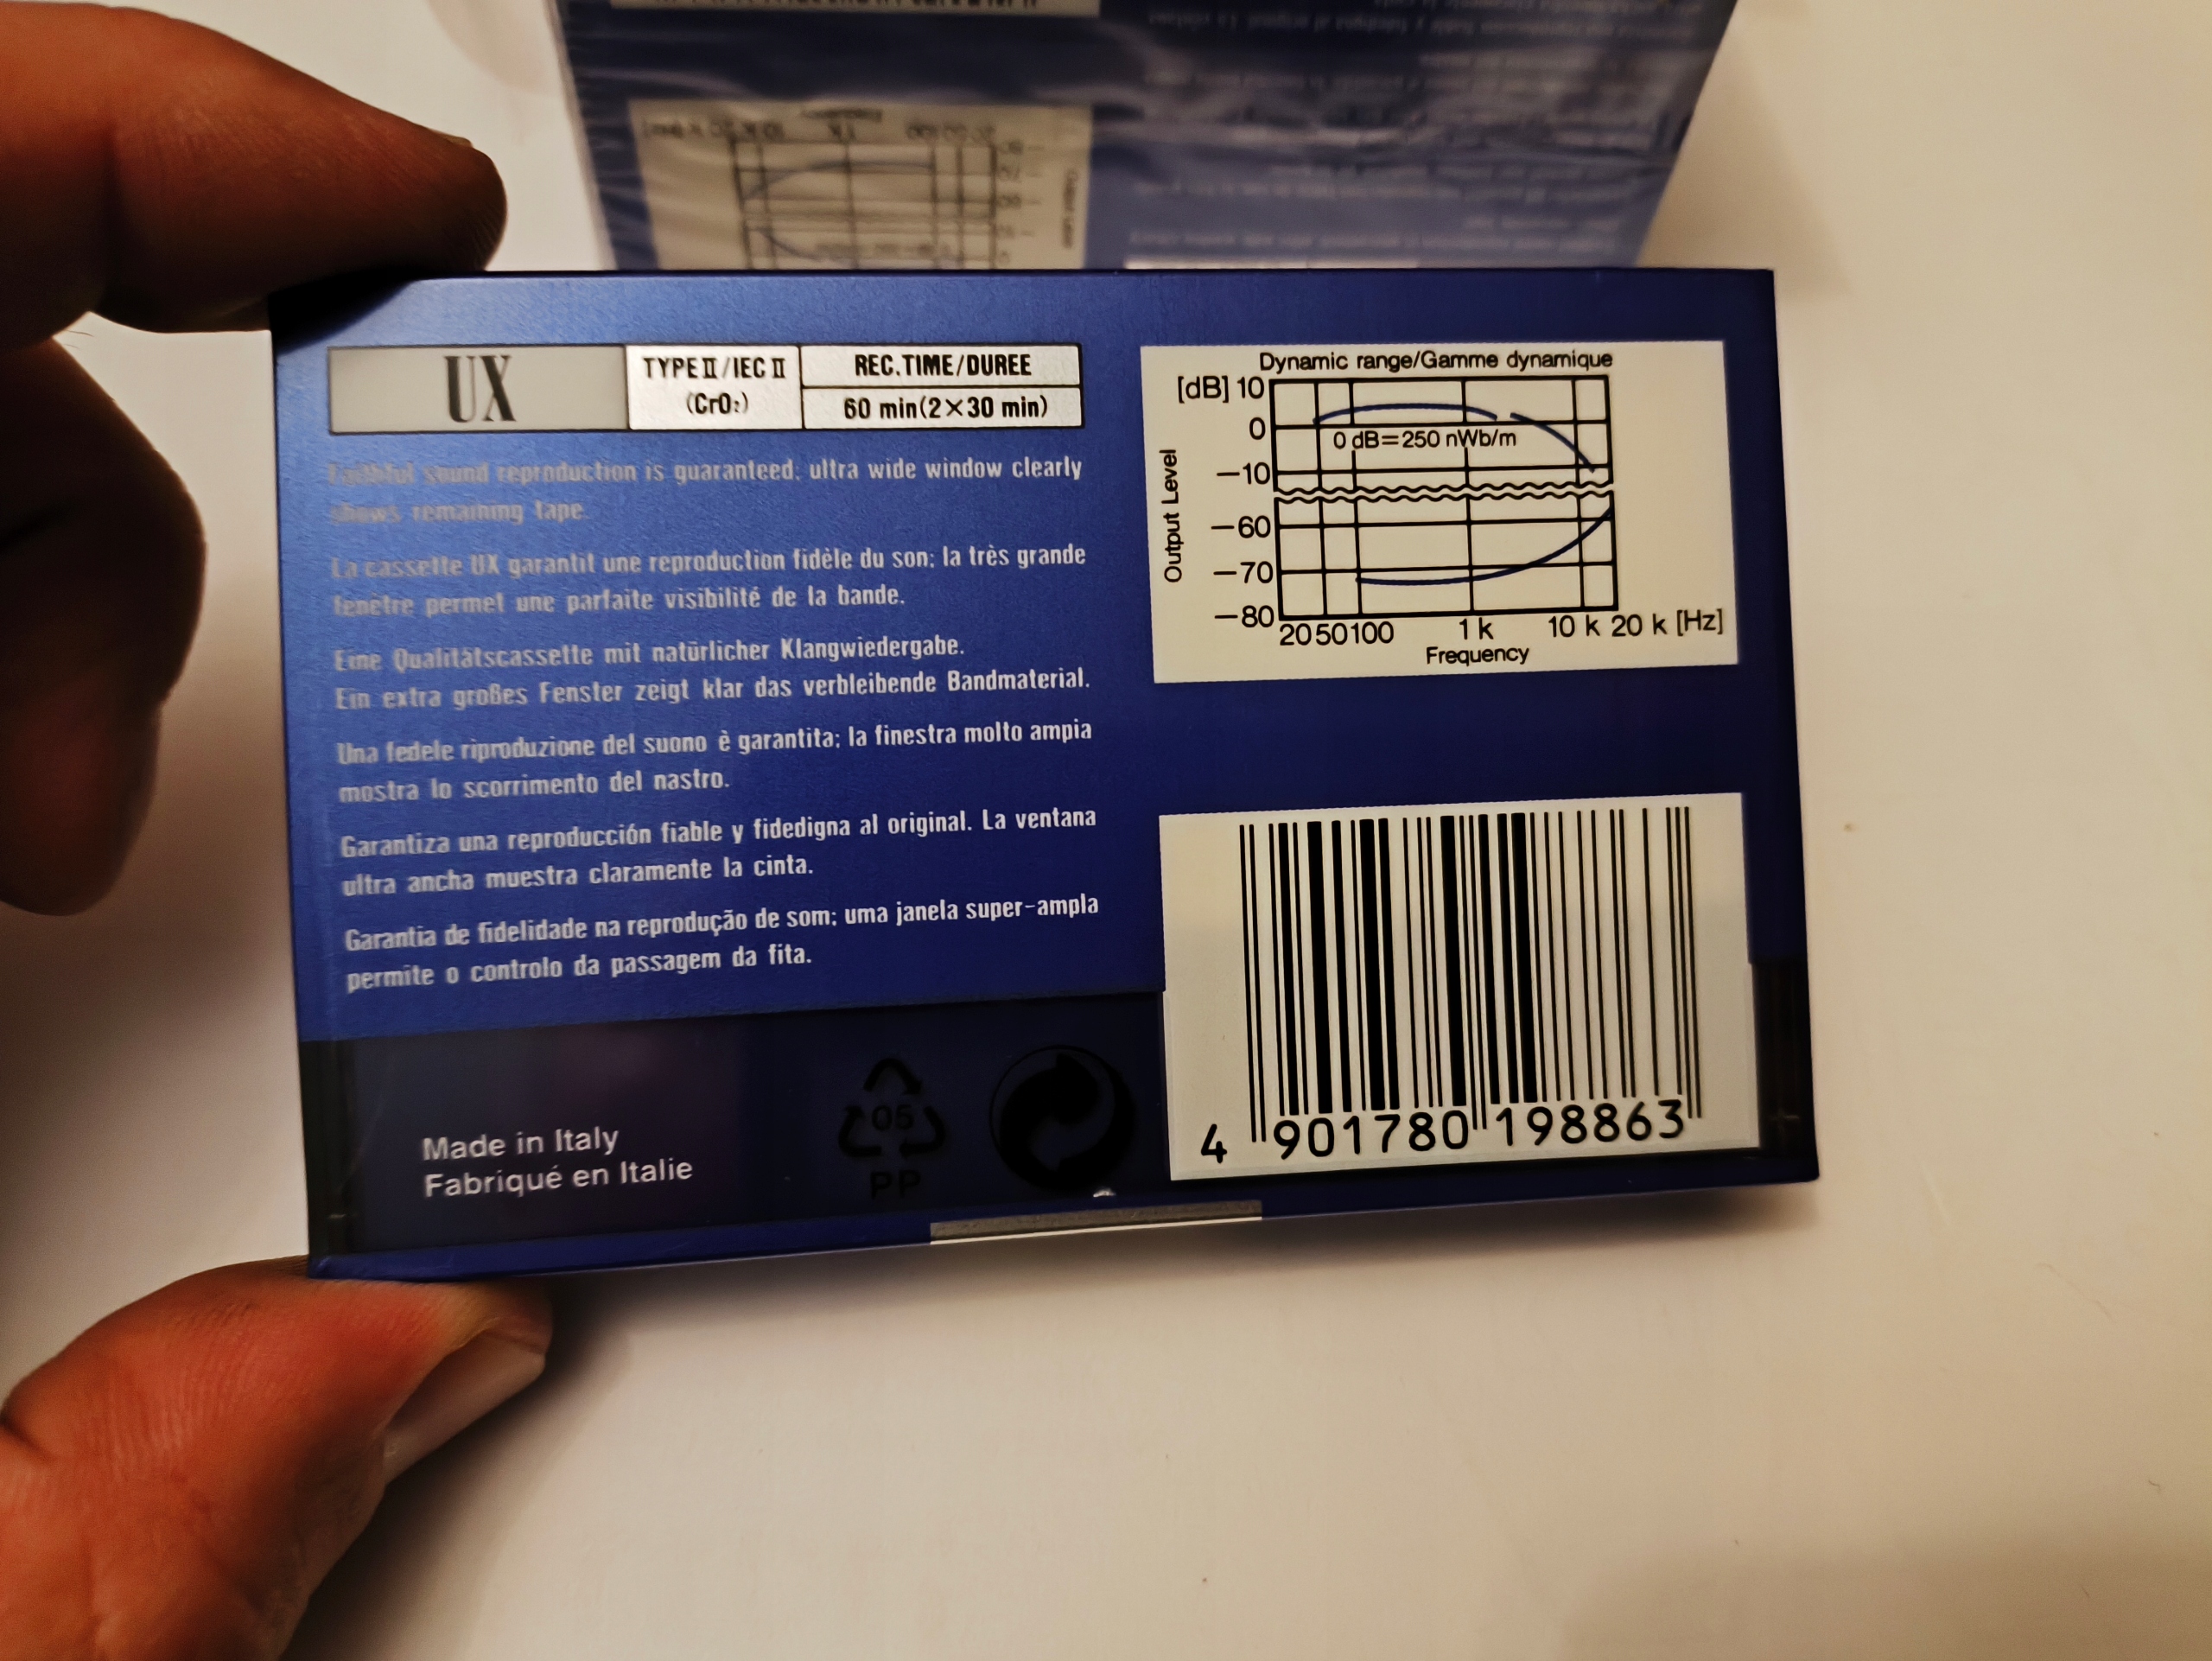 UX
TYPE II/IEC II
(CrO₂)
REC.TIME/DUREE
60 min(2×30 min)
Faithful sound reproduction is guaranteed; ultra wide window clearly
shows remaining tape.
La cassette UX garantit une reproduction fidèle du son; la très grande
fenêtre permet une parfaite visibilité de la bande.
Eine Qualitätscassette mit natürlicher Klangwiedergabe.
Ein extra großes Fenster zeigt klar das verbleibende Bandmaterial.
Una fedele riproduzione del suono è garantita; la finestra molto ampia
mostra lo scorrimento del nastro.
Garantiza una reproducción fiable y fidedigna al original. La ventana
ultra ancha muestra claramente la cinta.
Garantia de fidelidade na reprodução de som; uma janela super-ampla
permite o controlo da passagem da fita.
Made in Italy
Fabriqué en Italie
05
PP
Dynamic range/Gamme dynamique
[dB] 10
0
0 dB=250 nWb/m
−10
−60
−70
−80
Output Level
20 50 100 1 k 10 k 20 k [Hz]
Frequency
4 901780 198863